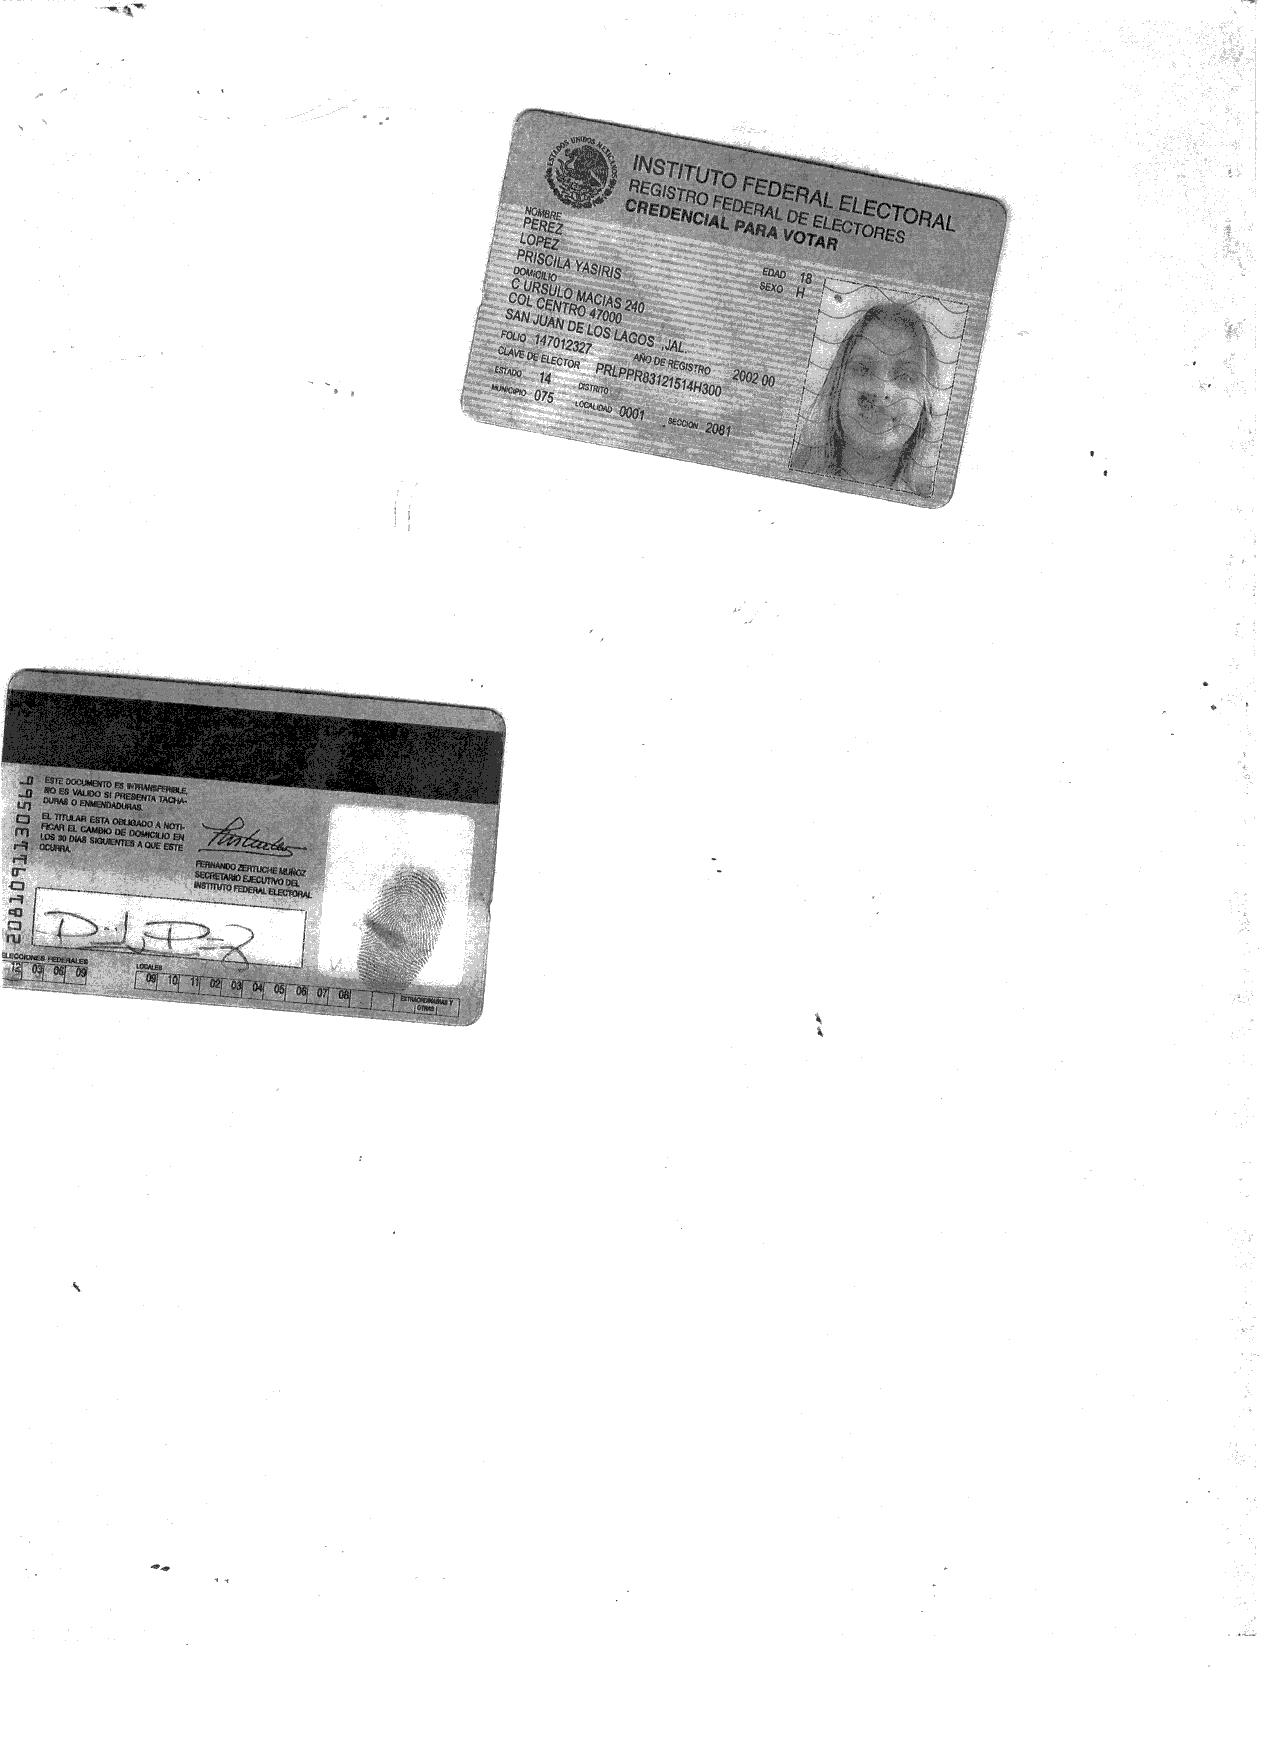 ESTADOS UNIDOS MEXICANOS
INSTITUTO FEDERAL ELECTORAL
REGISTRO FEDERAL DE ELECTORES
CREDENCIAL PARA VOTAR
NOMBRE
PEREZ
LOPEZ
PRISCILA YASIRIS
EDAD 18
SEXO H
DOMICILIO
C URSULO MACIAS 240
COL CENTRO 47000
SAN JUAN DE LOS LAGOS ,JAL.
FOLIO 147012327 AÑO DE REGISTRO 2002 00
CLAVE DE ELECTOR PRLPPR83121514H300
ESTADO 14 DISTRITO
MUNICIPIO 075 LOCALIDAD 0001 SECCION 2081
2081091130566
ESTE DOCUMENTO ES INTRANSFERIBLE,
NO ES VALIDO SI PRESENTA TACHA-
DURAS O ENMENDADURAS.
EL TITULAR ESTA OBLIGADO A NOTI-
FICAR EL CAMBIO DE DOMICILIO EN
LOS 30 DIAS SIGUIENTES A QUE ESTE
OCURRA.
FERNANDO ZERTUCHE MUÑOZ
SECRETARIO EJECUTIVO DEL
INSTITUTO FEDERAL ELECTORAL
ELECCIONES FEDERALES
12 03 06 09
LOCALES
09 10 11 02 03 04 05 06 07 08
EXTRAORDINARIAS Y
OTRAS